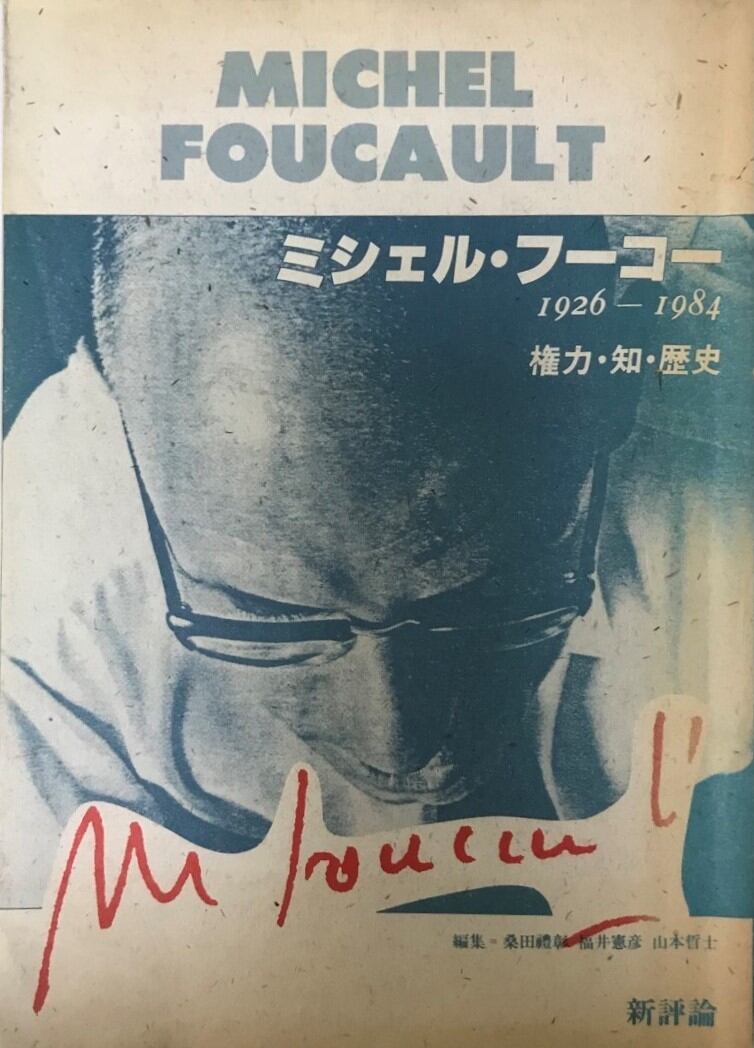 MICHEL
FOUCAULT
ミシェル・フーコー
1926 — 1984
権力・知・歴史
編集＝桑田禮彰 福井憲彦 山本哲士
新評論